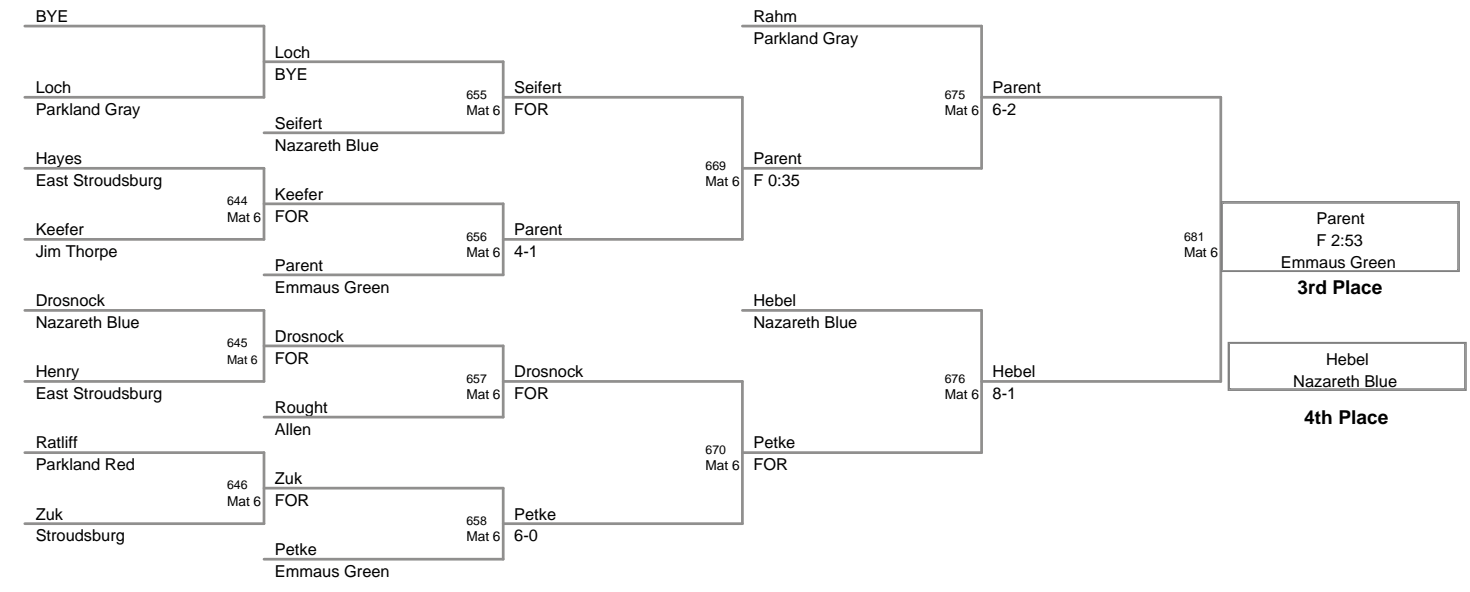 BYE
Loch
Parkland Gray
Hayes
East Stroudsburg
644
Mat 6
Keefer
Jim Thorpe
Drosnock
Nazareth Blue
645
Mat 6
Henry
East Stroudsburg
Ratliff
Parkland Red
646
Mat 6
Zuk
Stroudsburg
Loch
BYE
655
Mat 6
Seifert
Nazareth Blue
Keefer
FOR
656
Mat 6
Parent
Emmaus Green
Drosnock
FOR
657
Mat 6
Rought
Allen
Zuk
FOR
658
Mat 6
Petke
Emmaus Green
Seifert
FOR
669
Mat 6
Parent
4-1
Drosnock
FOR
670
Mat 6
Petke
6-0
Rahm
Parkland Gray
675
Mat 6
Parent
F 0:35
Hebel
Nazareth Blue
676
Mat 6
Petke
FOR
Parent
6-2
681
Mat 6
Hebel
8-1
Parent
F 2:53
Emmaus Green
3rd Place
Hebel
Nazareth Blue
4th Place